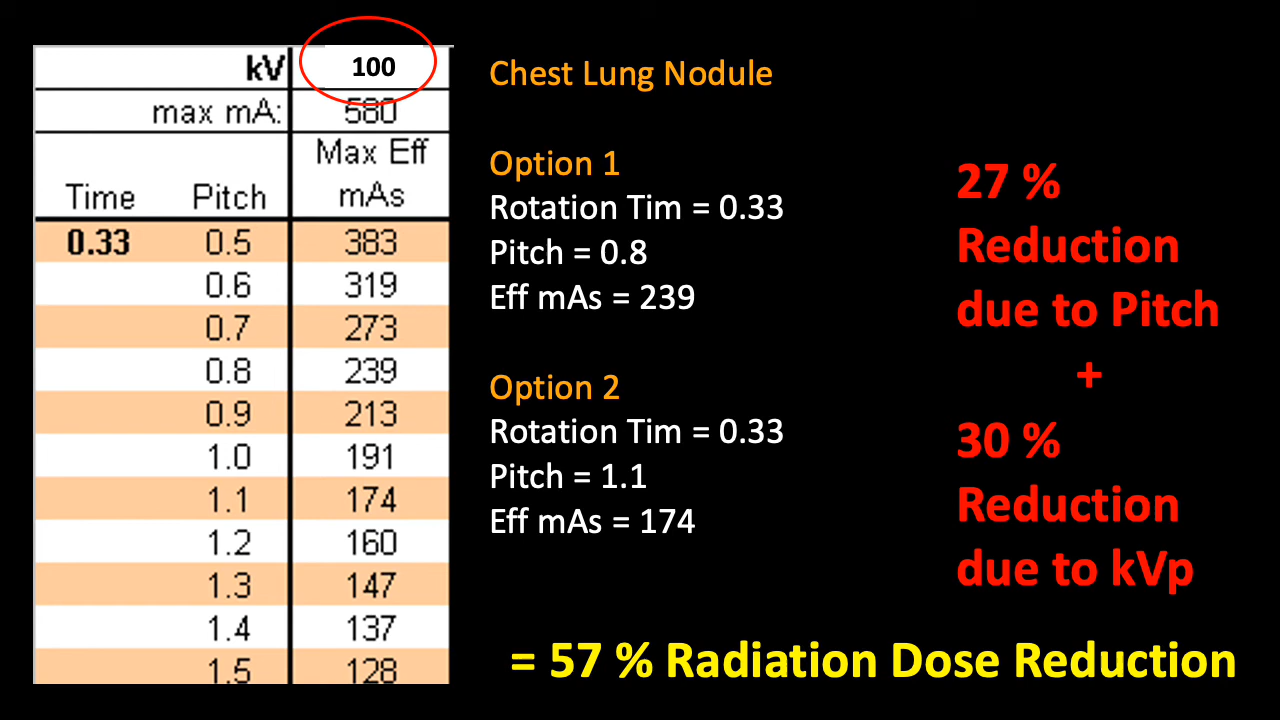 kV 100
max mA: 580
Max Eff
Time Pitch mAs
0.33 0.5 383
0.6 319
0.7 273
0.8 239
0.9 213
1.0 191
1.1 174
1.2 160
1.3 147
1.4 137
1.5 128
Chest Lung Nodule
Option 1
Rotation Tim = 0.33
Pitch = 0.8
Eff mAs = 239
Option 2
Rotation Tim = 0.33
Pitch = 1.1
Eff mAs = 174
27 %
Reduction
due to Pitch
+
30 %
Reduction
due to kVp
= 57 % Radiation Dose Reduction